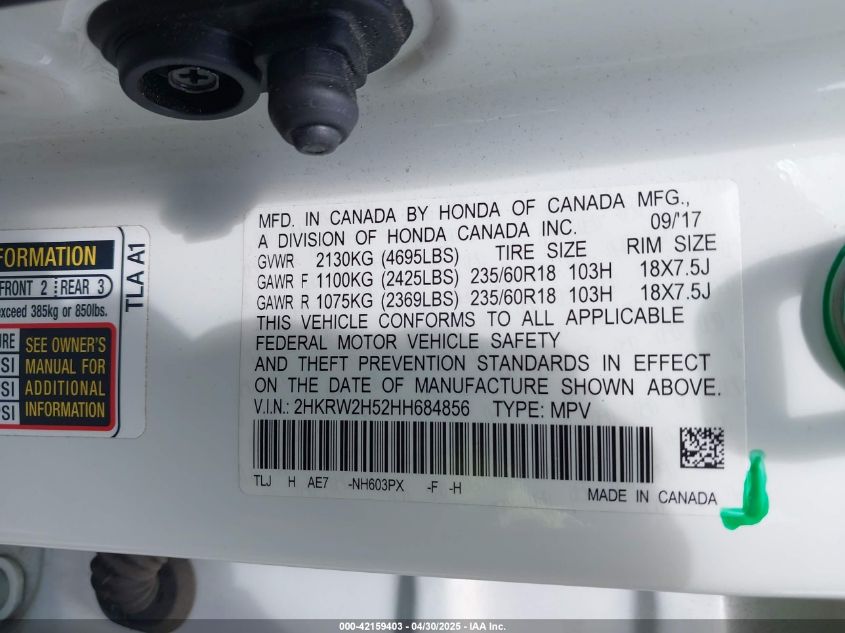 MFD. IN CANADA BY HONDA OF CANADA MFG.,
A DIVISION OF HONDA CANADA INC. 09/'17
GVWR 2130KG (4695LBS) TIRE SIZE RIM SIZE
GAWR F 1100KG (2425LBS) 235/60R18 103H 18X7.5J
GAWR R 1075KG (2369LBS) 235/60R18 103H 18X7.5J
THIS VEHICLE CONFORMS TO ALL APPLICABLE
FEDERAL MOTOR VEHICLE SAFETY
AND THEFT PREVENTION STANDARDS IN EFFECT
ON THE DATE OF MANUFACTURE SHOWN ABOVE.
V.I.N.: 2HKRW2H52HH684856 TYPE: MPV
TLJ H AE7 -NH603PX -F -H
MADE IN CANADA
FRONT 2 REAR 3
exceed 385kg or 850lbs.
SEE OWNER'S
MANUAL FOR
ADDITIONAL
INFORMATION
TLA A1
000-42159403 - 04/30/2025 - IAA Inc.